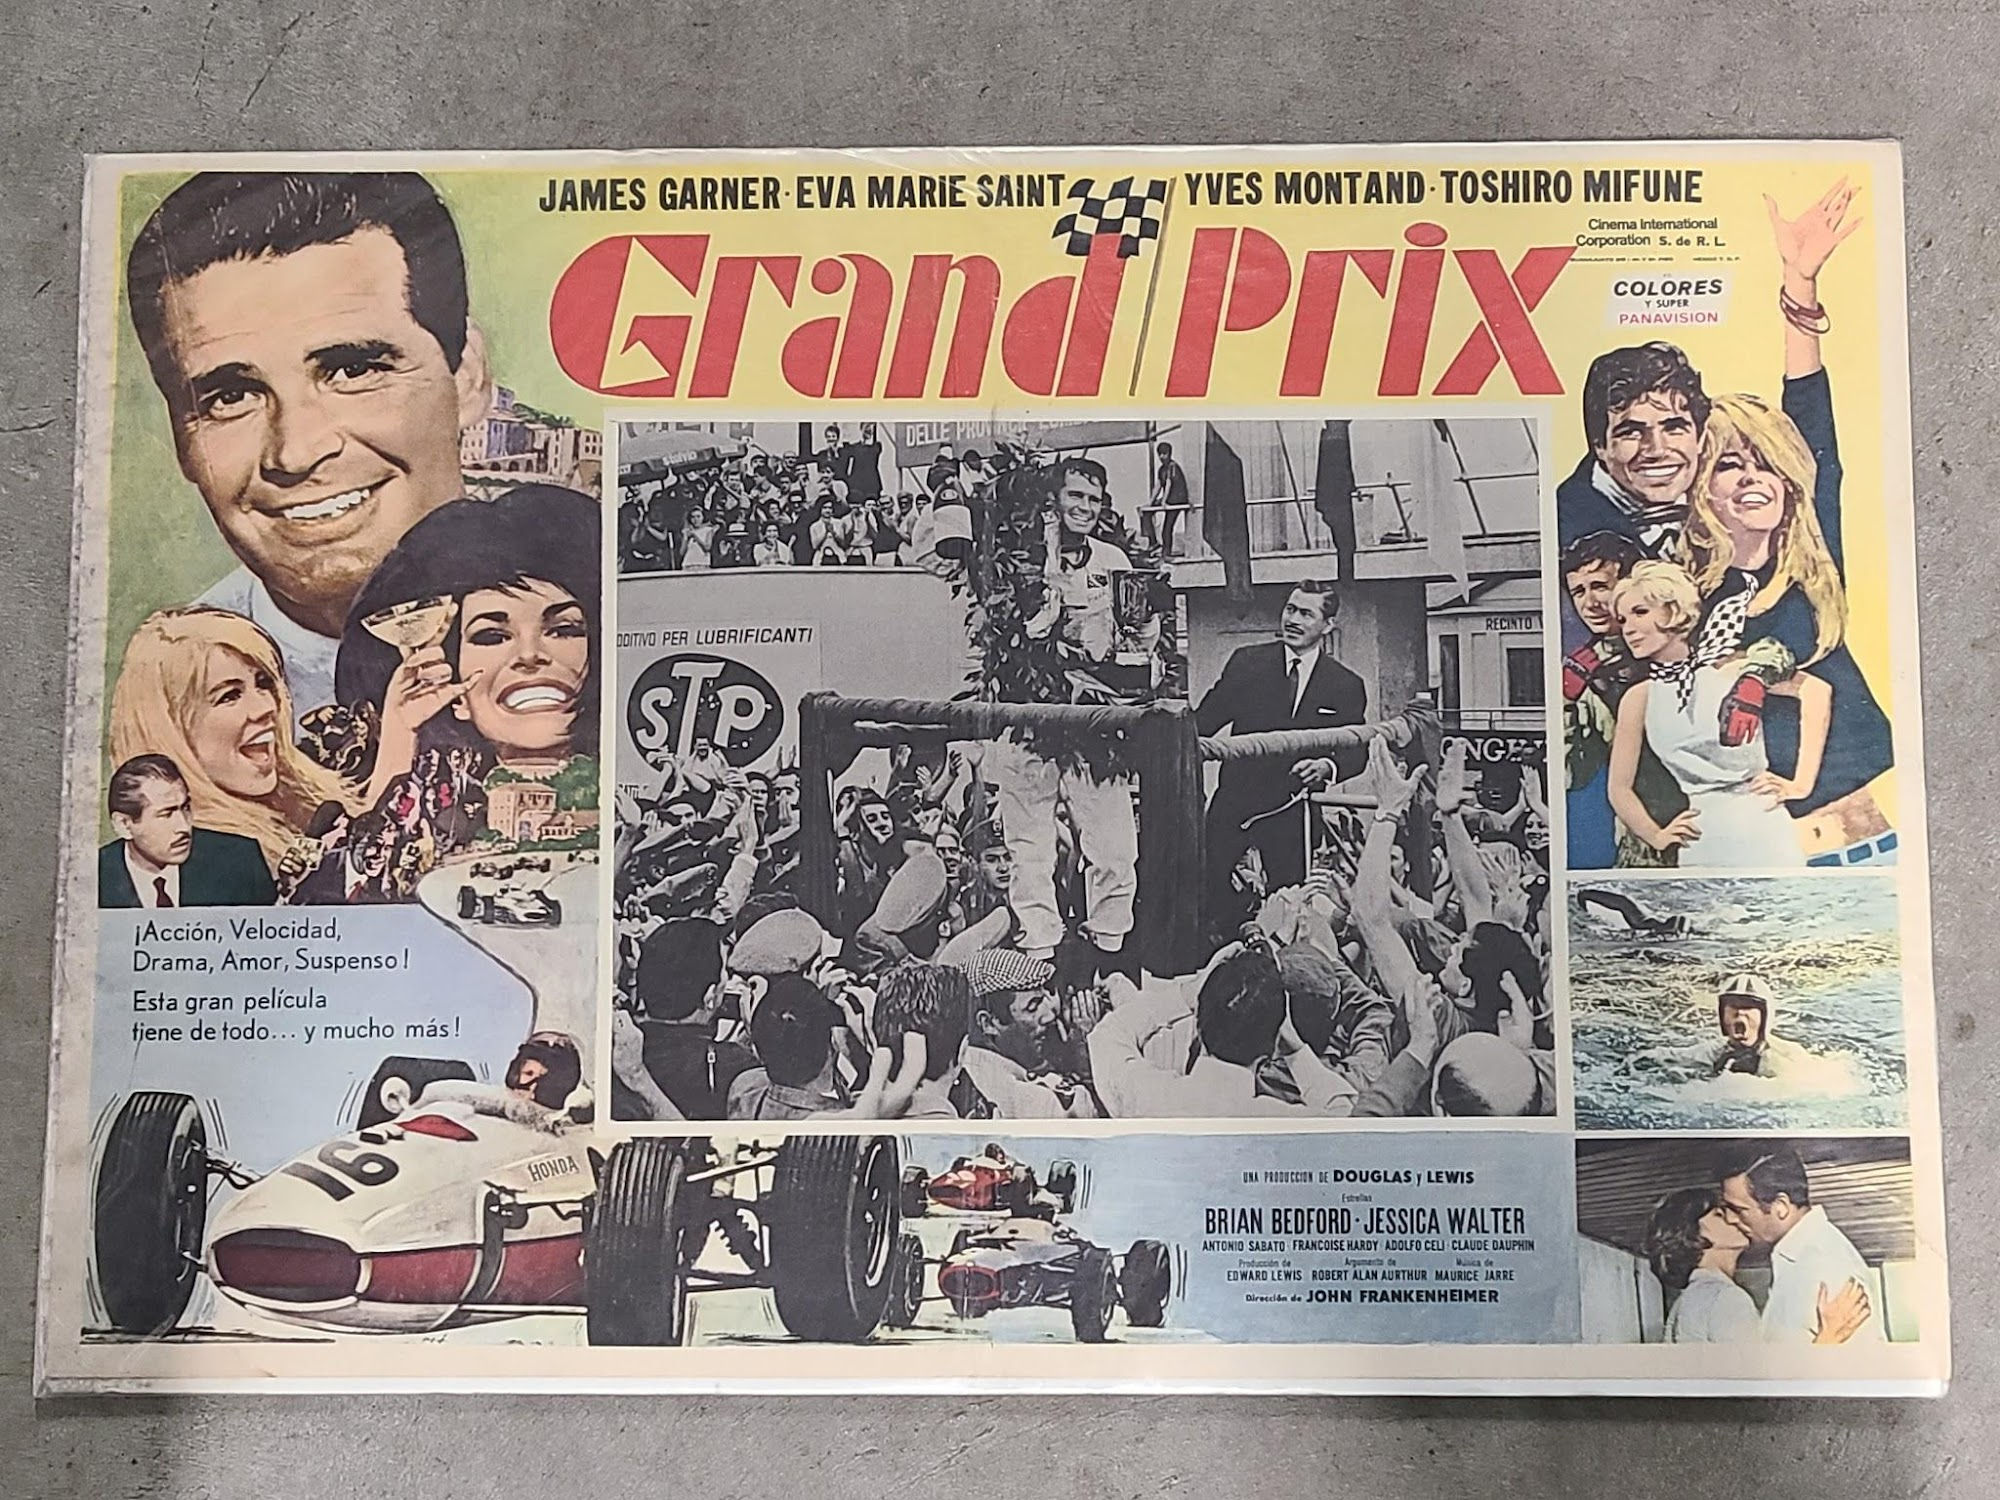 JAMES GARNER · EVA MARIE SAINT
YVES MONTAND · TOSHIRO MIFUNE
Grand Prix
Cinema International
Corporation S. de R. L.
COLORES
Y SUPER
PANAVISION
DELLE
stelvio
DDITIVO PER LUBRIFICANTI
STP
RECINTO
¡Acción, Velocidad,
Drama, Amor, Suspenso!
Esta gran película
tiene de todo... y mucho más!
16
HONDA
UNA PRODUCCION DE DOUGLAS y LEWIS
Estrellas
BRIAN BEDFORD · JESSICA WALTER
ANTONIO SABATO · FRANCOISE HARDY · ADOLFO CELI · CLAUDE DAUPHIN
Producción de Argumento de Música de
EDWARD LEWIS ROBERT ALAN AURTHUR MAURICE JARRE
Dirección de JOHN FRANKENHEIMER